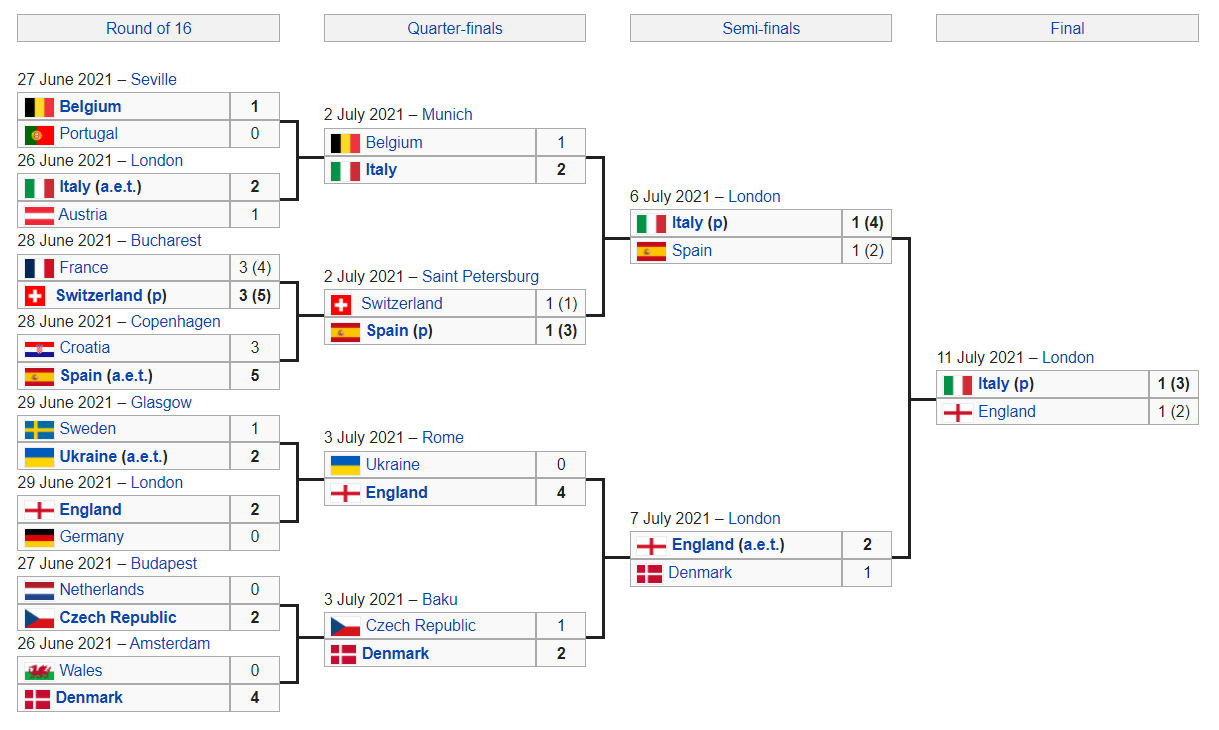 Round of 16
Quarter-finals
Semi-finals
Final
27 June 2021 – Seville
Belgium 1
Portugal 0
26 June 2021 – London
Italy (a.e.t.) 2
Austria 1
28 June 2021 – Bucharest
France 3 (4)
Switzerland (p) 3 (5)
28 June 2021 – Copenhagen
Croatia 3
Spain (a.e.t.) 5
29 June 2021 – Glasgow
Sweden 1
Ukraine (a.e.t.) 2
29 June 2021 – London
England 2
Germany 0
27 June 2021 – Budapest
Netherlands 0
Czech Republic 2
26 June 2021 – Amsterdam
Wales 0
Denmark 4
2 July 2021 – Munich
Belgium 1
Italy 2
2 July 2021 – Saint Petersburg
Switzerland 1 (1)
Spain (p) 1 (3)
3 July 2021 – Rome
Ukraine 0
England 4
3 July 2021 – Baku
Czech Republic 1
Denmark 2
6 July 2021 – London
Italy (p) 1 (4)
Spain 1 (2)
7 July 2021 – London
England (a.e.t.) 2
Denmark 1
11 July 2021 – London
Italy (p) 1 (3)
England 1 (2)